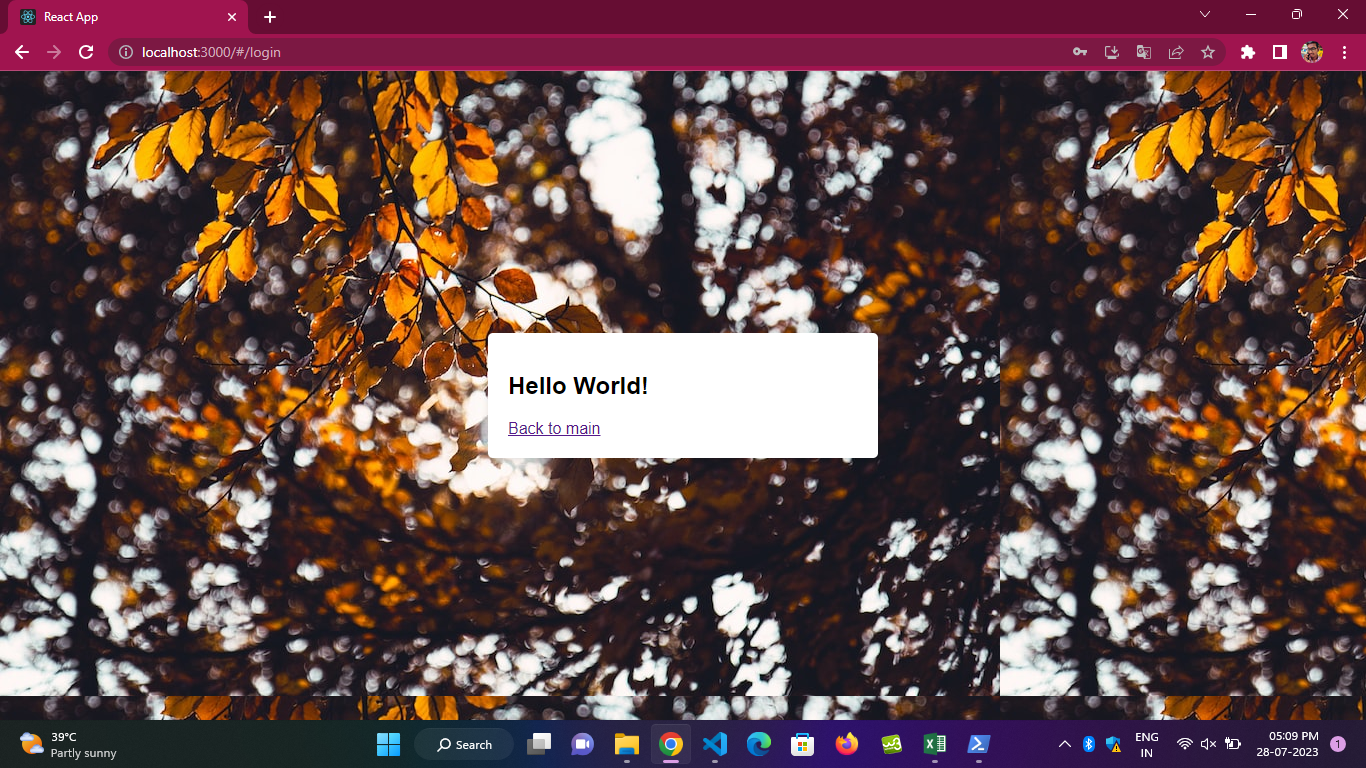 React App
localhost:3000/#/login
Hello World!
Back to main
39°C
Partly sunny
Search
ENG
IN
05:09 PM
28-07-2023
1